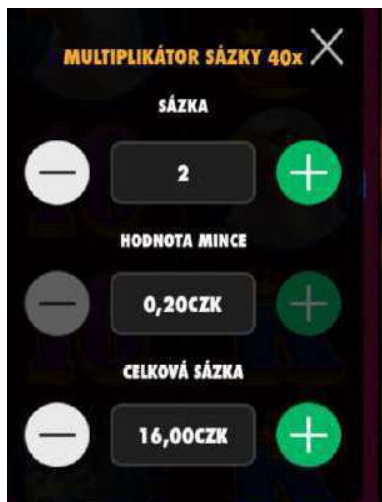 MULTIPLIKÁTOR SÁZKY 40x
SÁZKA
2
HODNOTA MINCE
0,20CZK
CELKOVÁ SÁZKA
16,00CZK